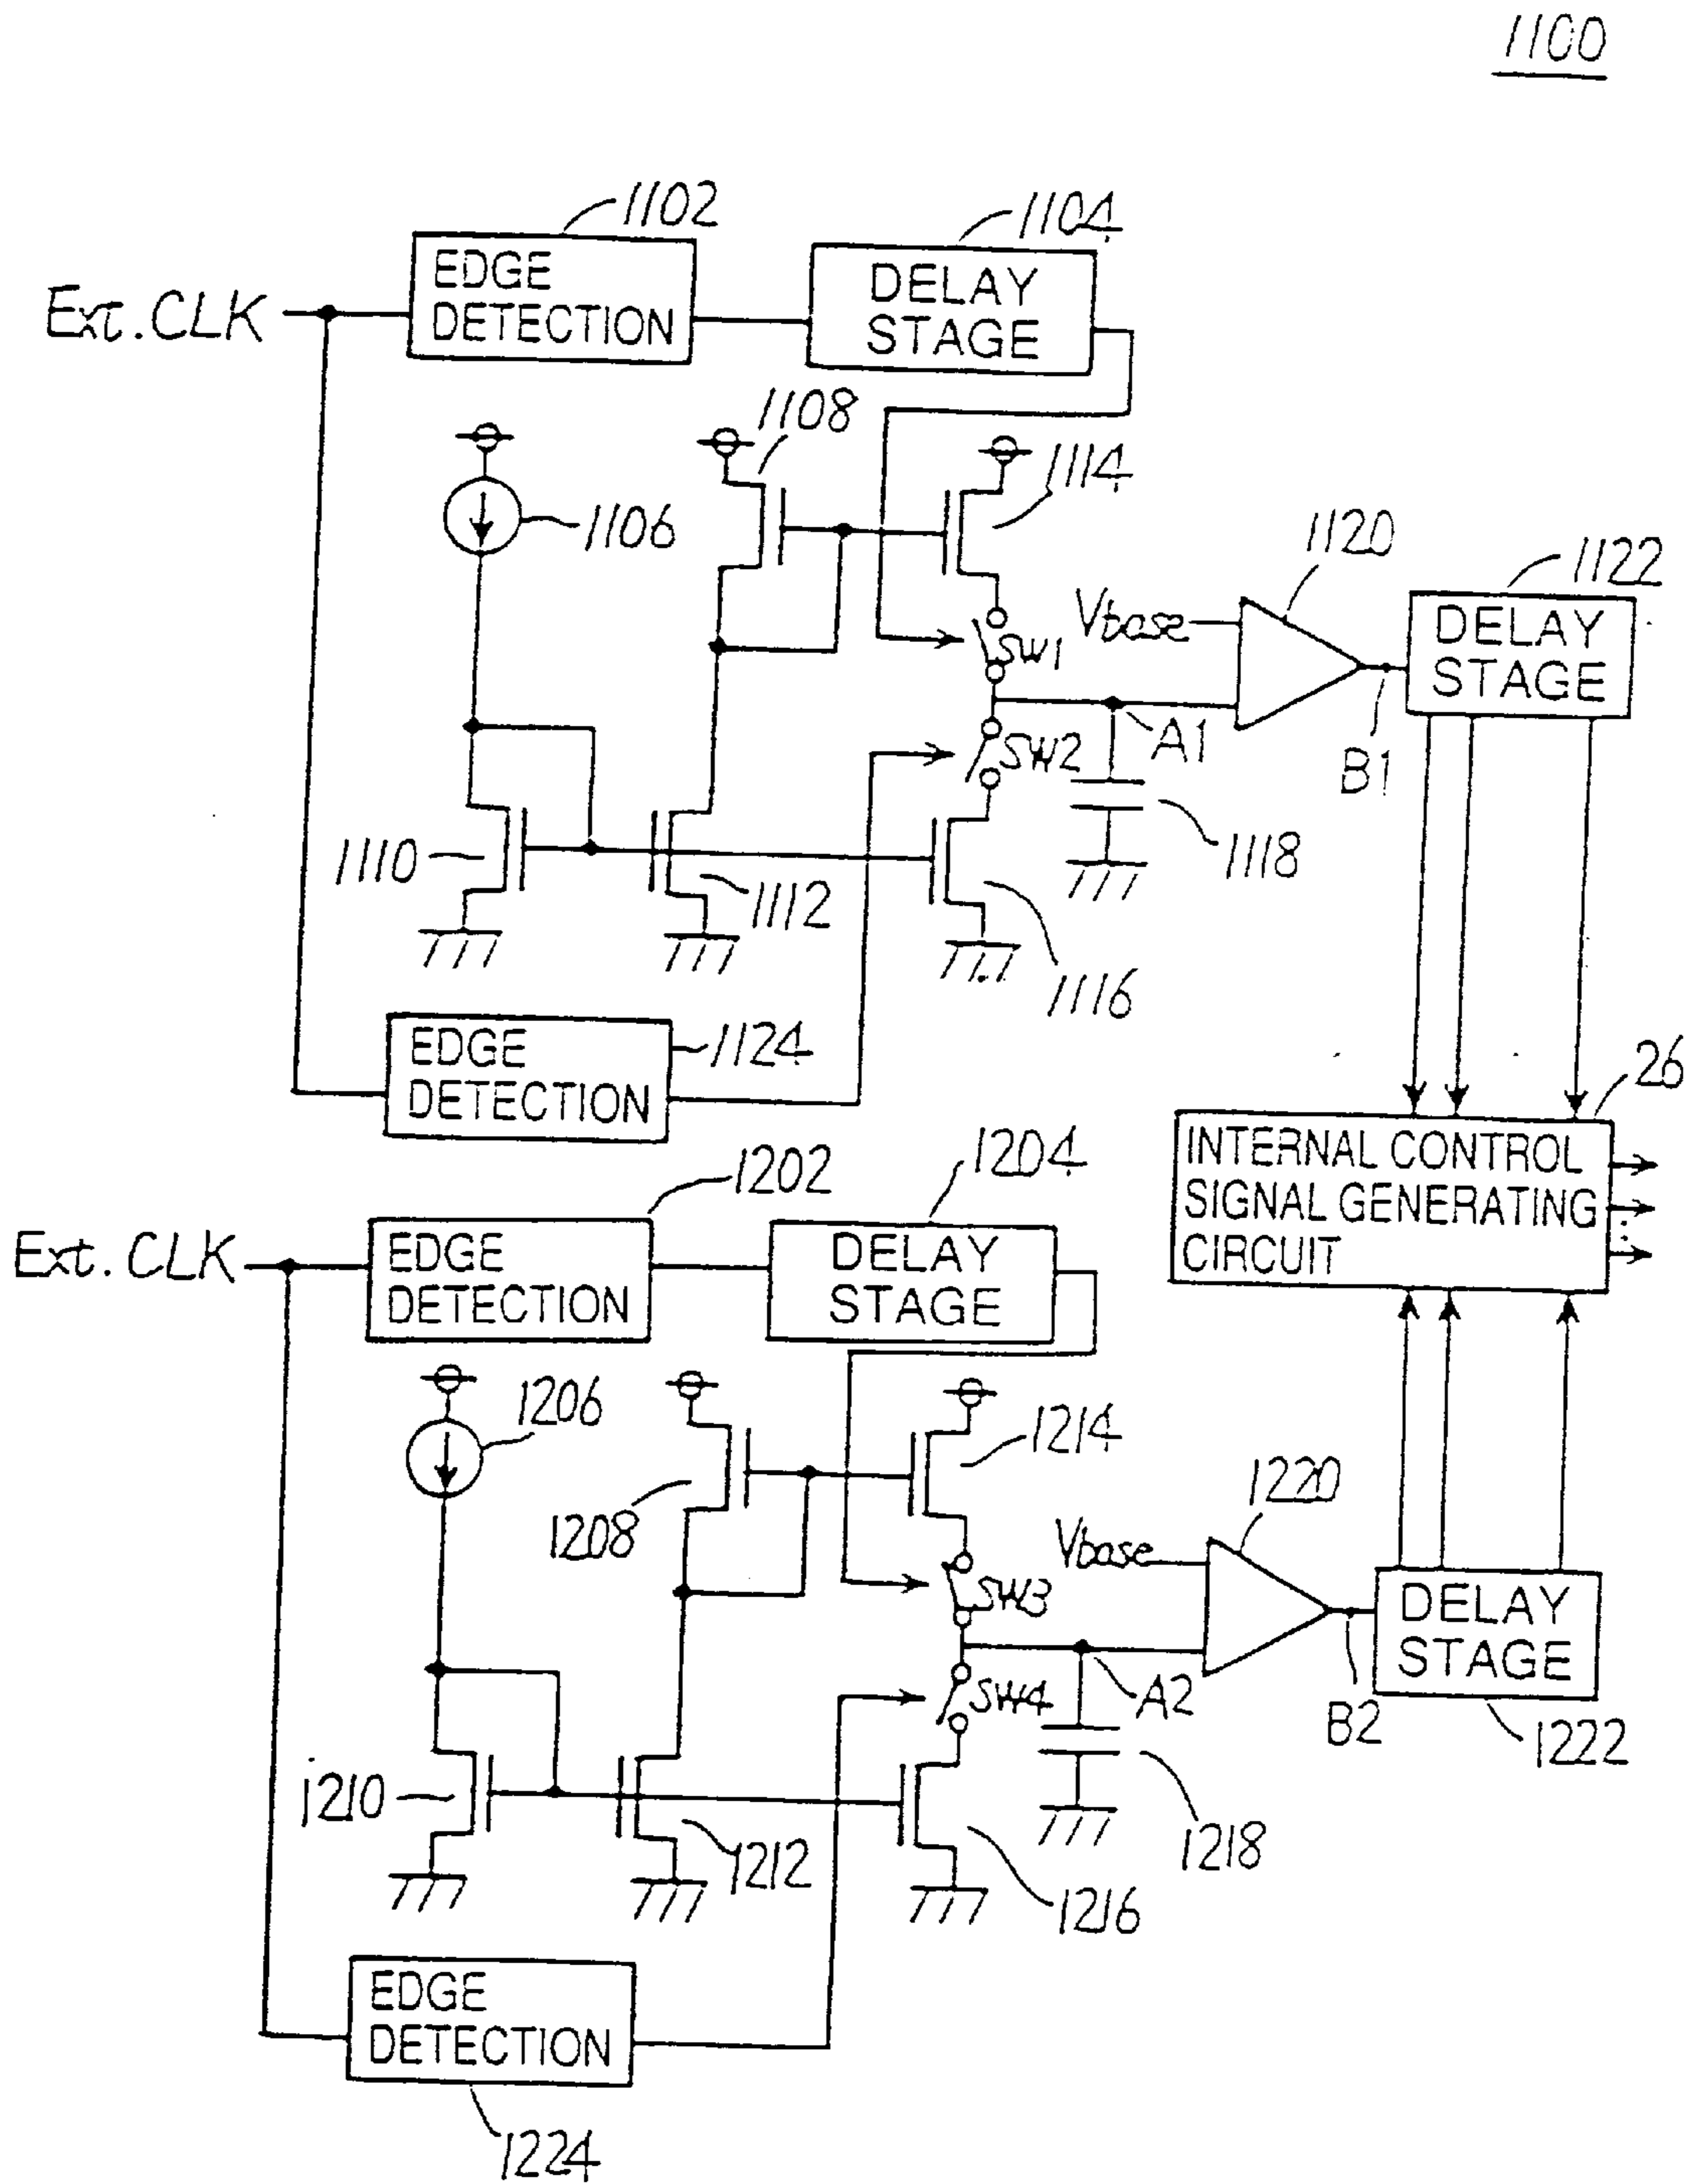 1100
1102
1104
EDGE
DETECTION
DELAY
STAGE
Ext.CLK
1108
1114
1106
1120
1122
Vbase
DELAY
STAGE
SW1
A1
SW2
B1
1110
1112
1118
1116
EDGE
DETECTION
1124
26
INTERNAL CONTROL
SIGNAL GENERATING
CIRCUIT
1202
1204
Ext.CLK
EDGE
DETECTION
DELAY
STAGE
1206
1214
1208
1220
Vbase
SW3
DELAY
STAGE
A2
SW4
B2
1222
1210
1212
1218
1216
EDGE
DETECTION
1224